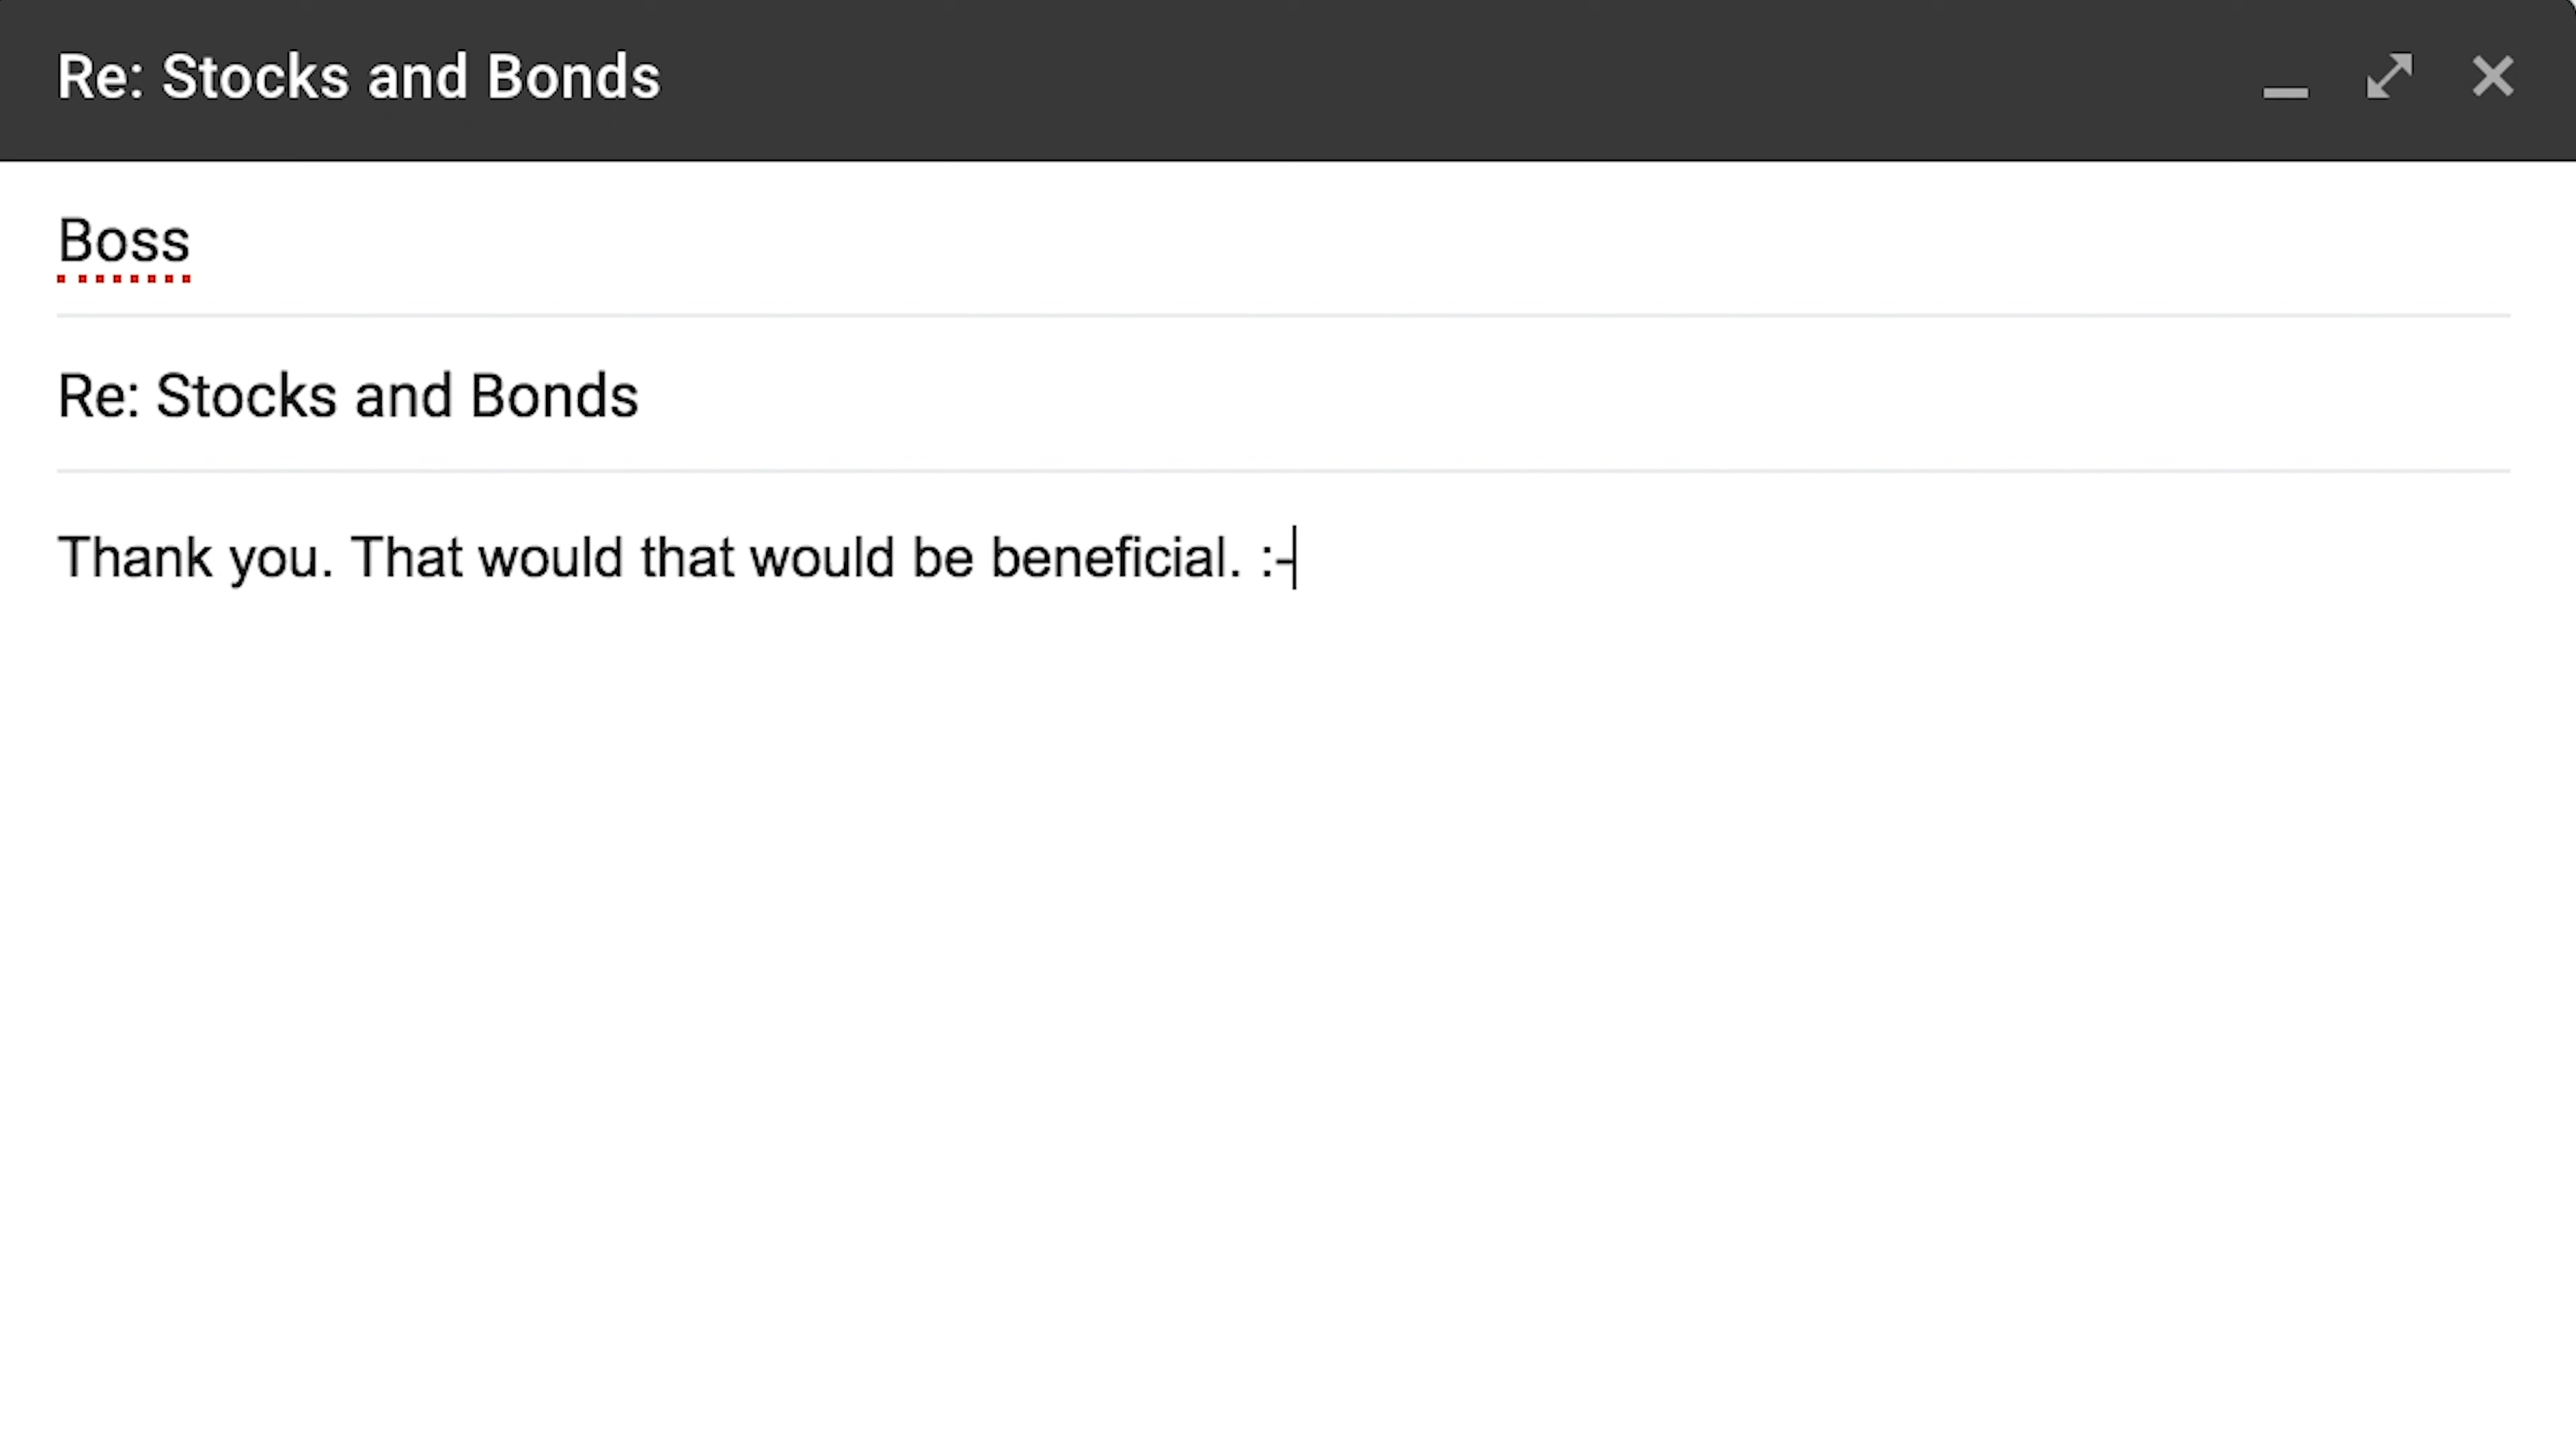 Re: Stocks and Bonds
Boss
Re: Stocks and Bonds
Thank you. That would that would be beneficial. :-